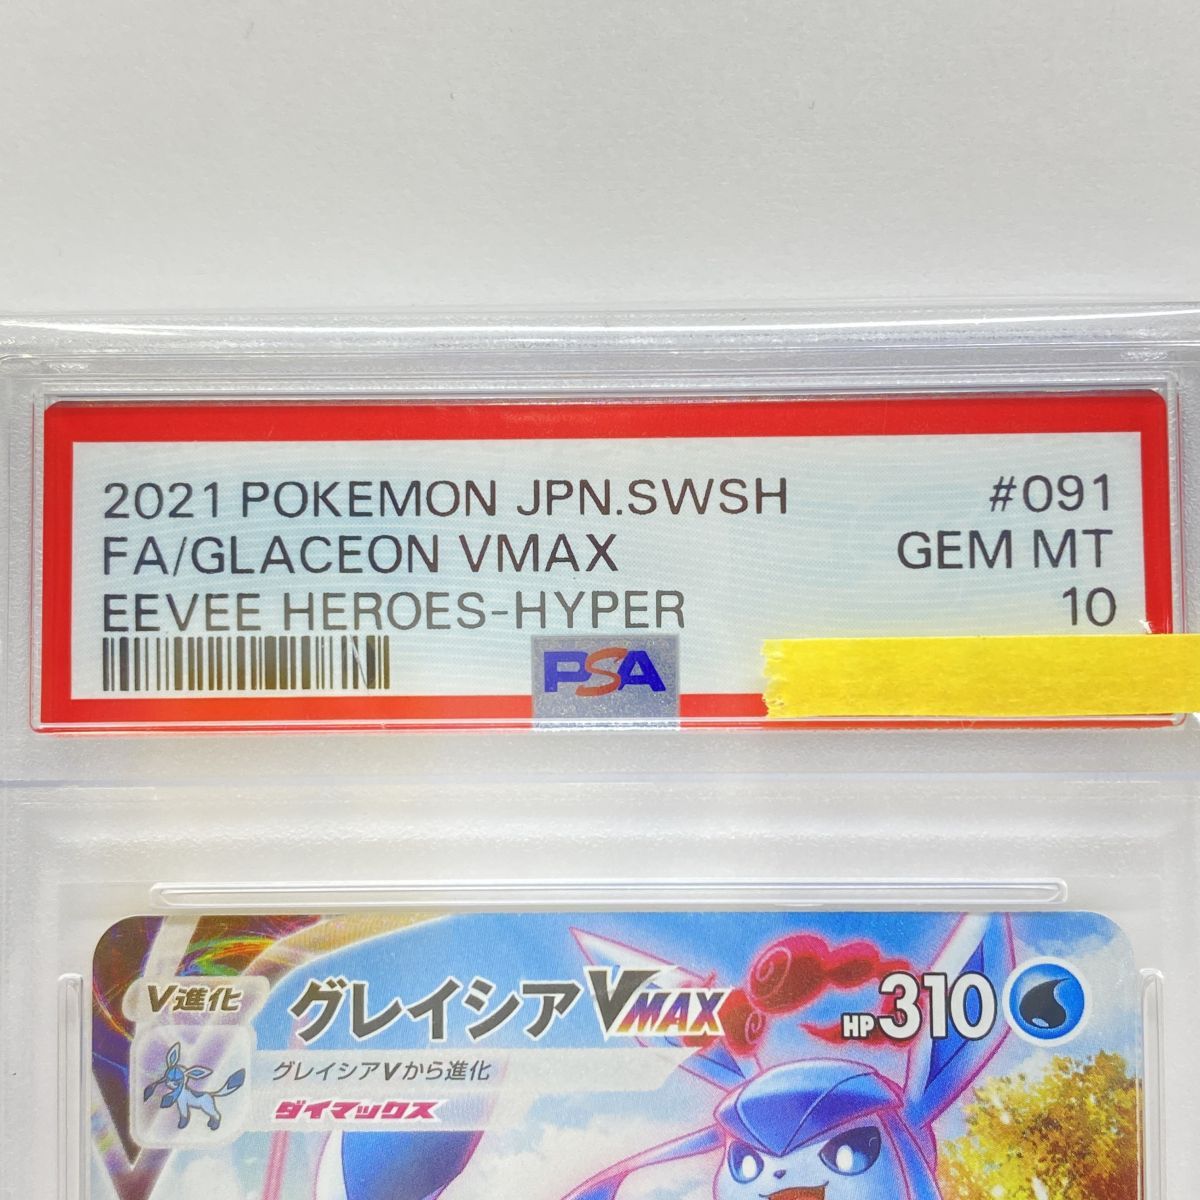 2021 POKEMON JPN.SWSH #091
FA/GLACEON VMAX GEM MT
EEVEE HEROES-HYPER 10
PSA
V進化 グレイシアVMAX HP310
グレイシアVから進化
ダイマックス